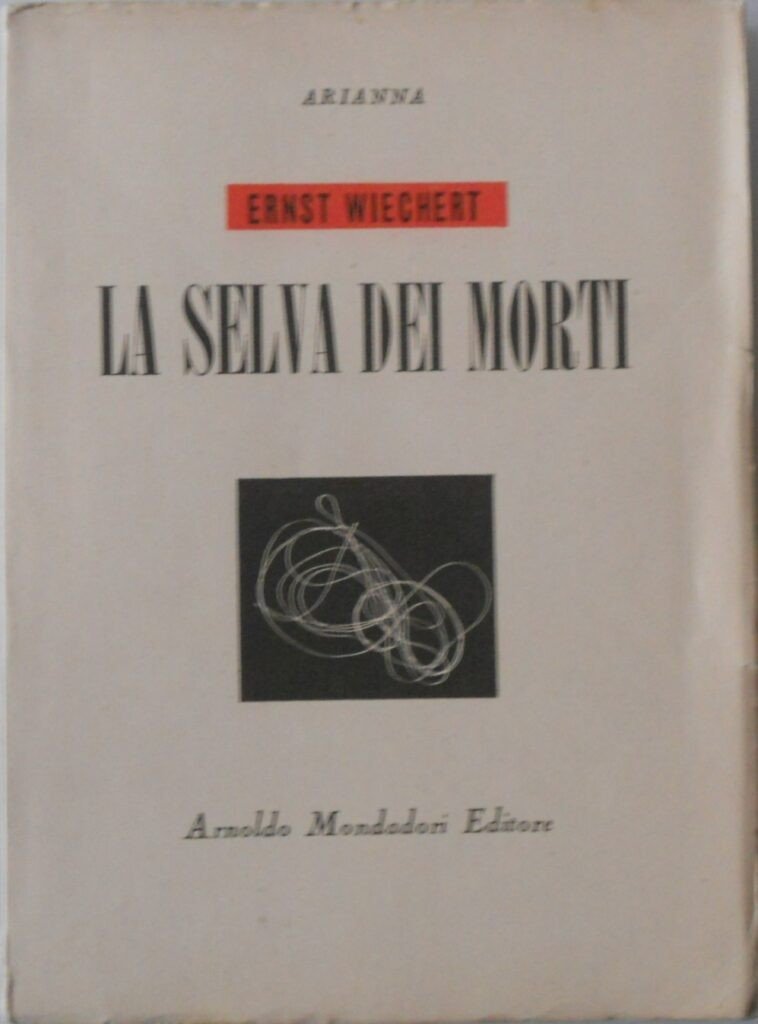 ARIANNA
ERNST WIECHERT
LA SELVA DEI MORTI
Arnoldo Mondadori Editore